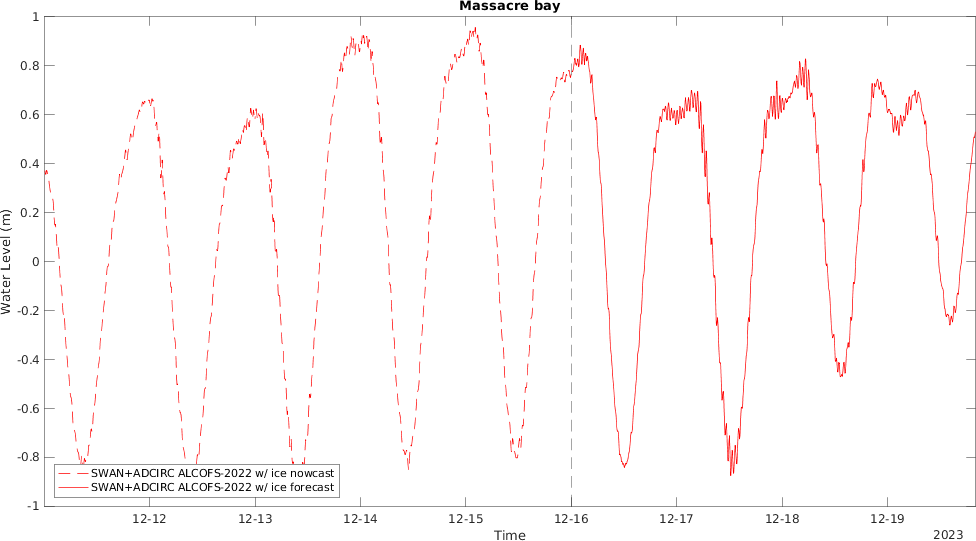 Massacre bay
1
0.8
0.6
0.4
0.2
0
-0.2
-0.4
-0.6
-0.8
-1
Water Level (m)
SWAN+ADCIRC ALCOFS-2022 w/ ice nowcast
SWAN+ADCIRC ALCOFS-2022 w/ ice forecast
12-12 12-13 12-14 12-15 12-16 12-17 12-18 12-19
Time
2023